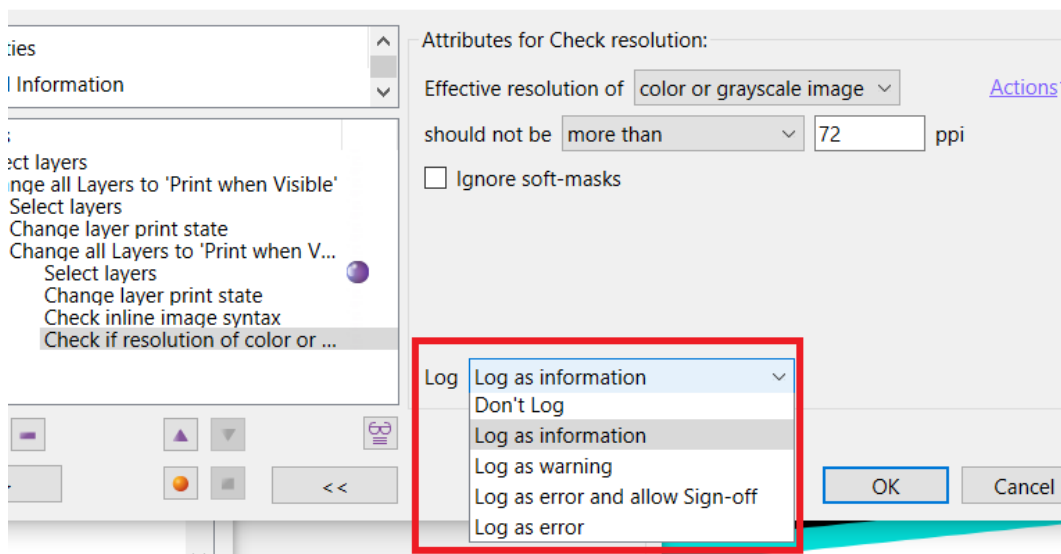 ties
Information
ect layers
nge all Layers to 'Print when Visible'
Select layers
Change layer print state
Change all Layers to 'Print when V...
Select layers
Change layer print state
Check inline image syntax
Check if resolution of color or ...
<<
Attributes for Check resolution:
Effective resolution of color or grayscale image Actions
should not be more than 72 ppi
Ignore soft-masks
Log Log as information
Don't Log
Log as information
Log as warning
Log as error and allow Sign-off
Log as error
OK Cancel